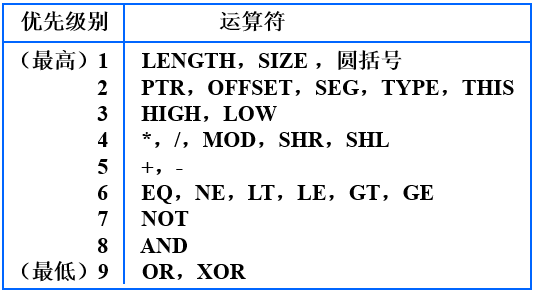 优先级别 运算符
（最高）1 LENGTH，SIZE ，圆括号
2 PTR，OFFSET，SEG，TYPE，THIS
3 HIGH，LOW
4 *，/，MOD，SHR，SHL
5 +，-
6 EQ，NE，LT，LE，GT，GE
7 NOT
8 AND
（最低）9 OR，XOR